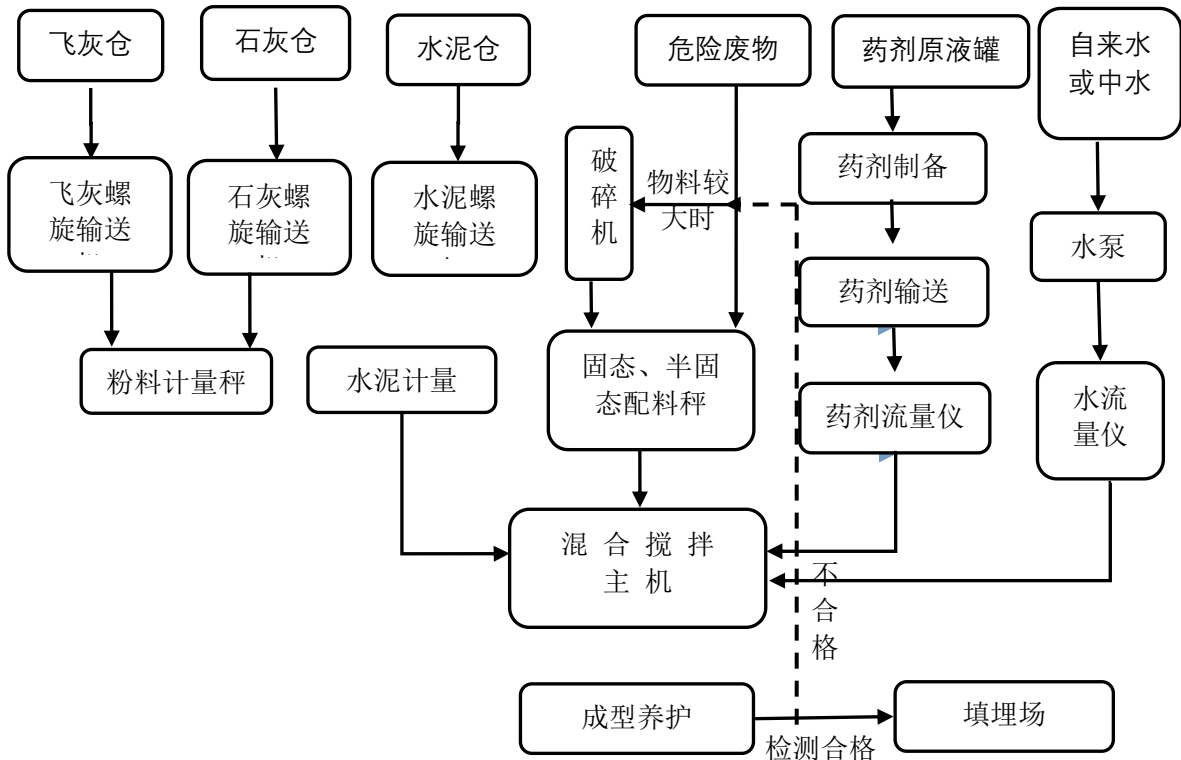 飞灰仓
石灰仓
水泥仓
危险废物
药剂原液罐
自来水
或中水
飞灰螺
旋输送
石灰螺
旋输送
水泥螺
旋输送
破
碎
机
物料较
大时
药剂制备
药剂输送
水泵
粉料计量秤
水泥计量
固态、半固
态配料秤
药剂流量仪
水流
量仪
混 合 搅 拌
主 机
不
合
格
成型养护
检测合格
填埋场